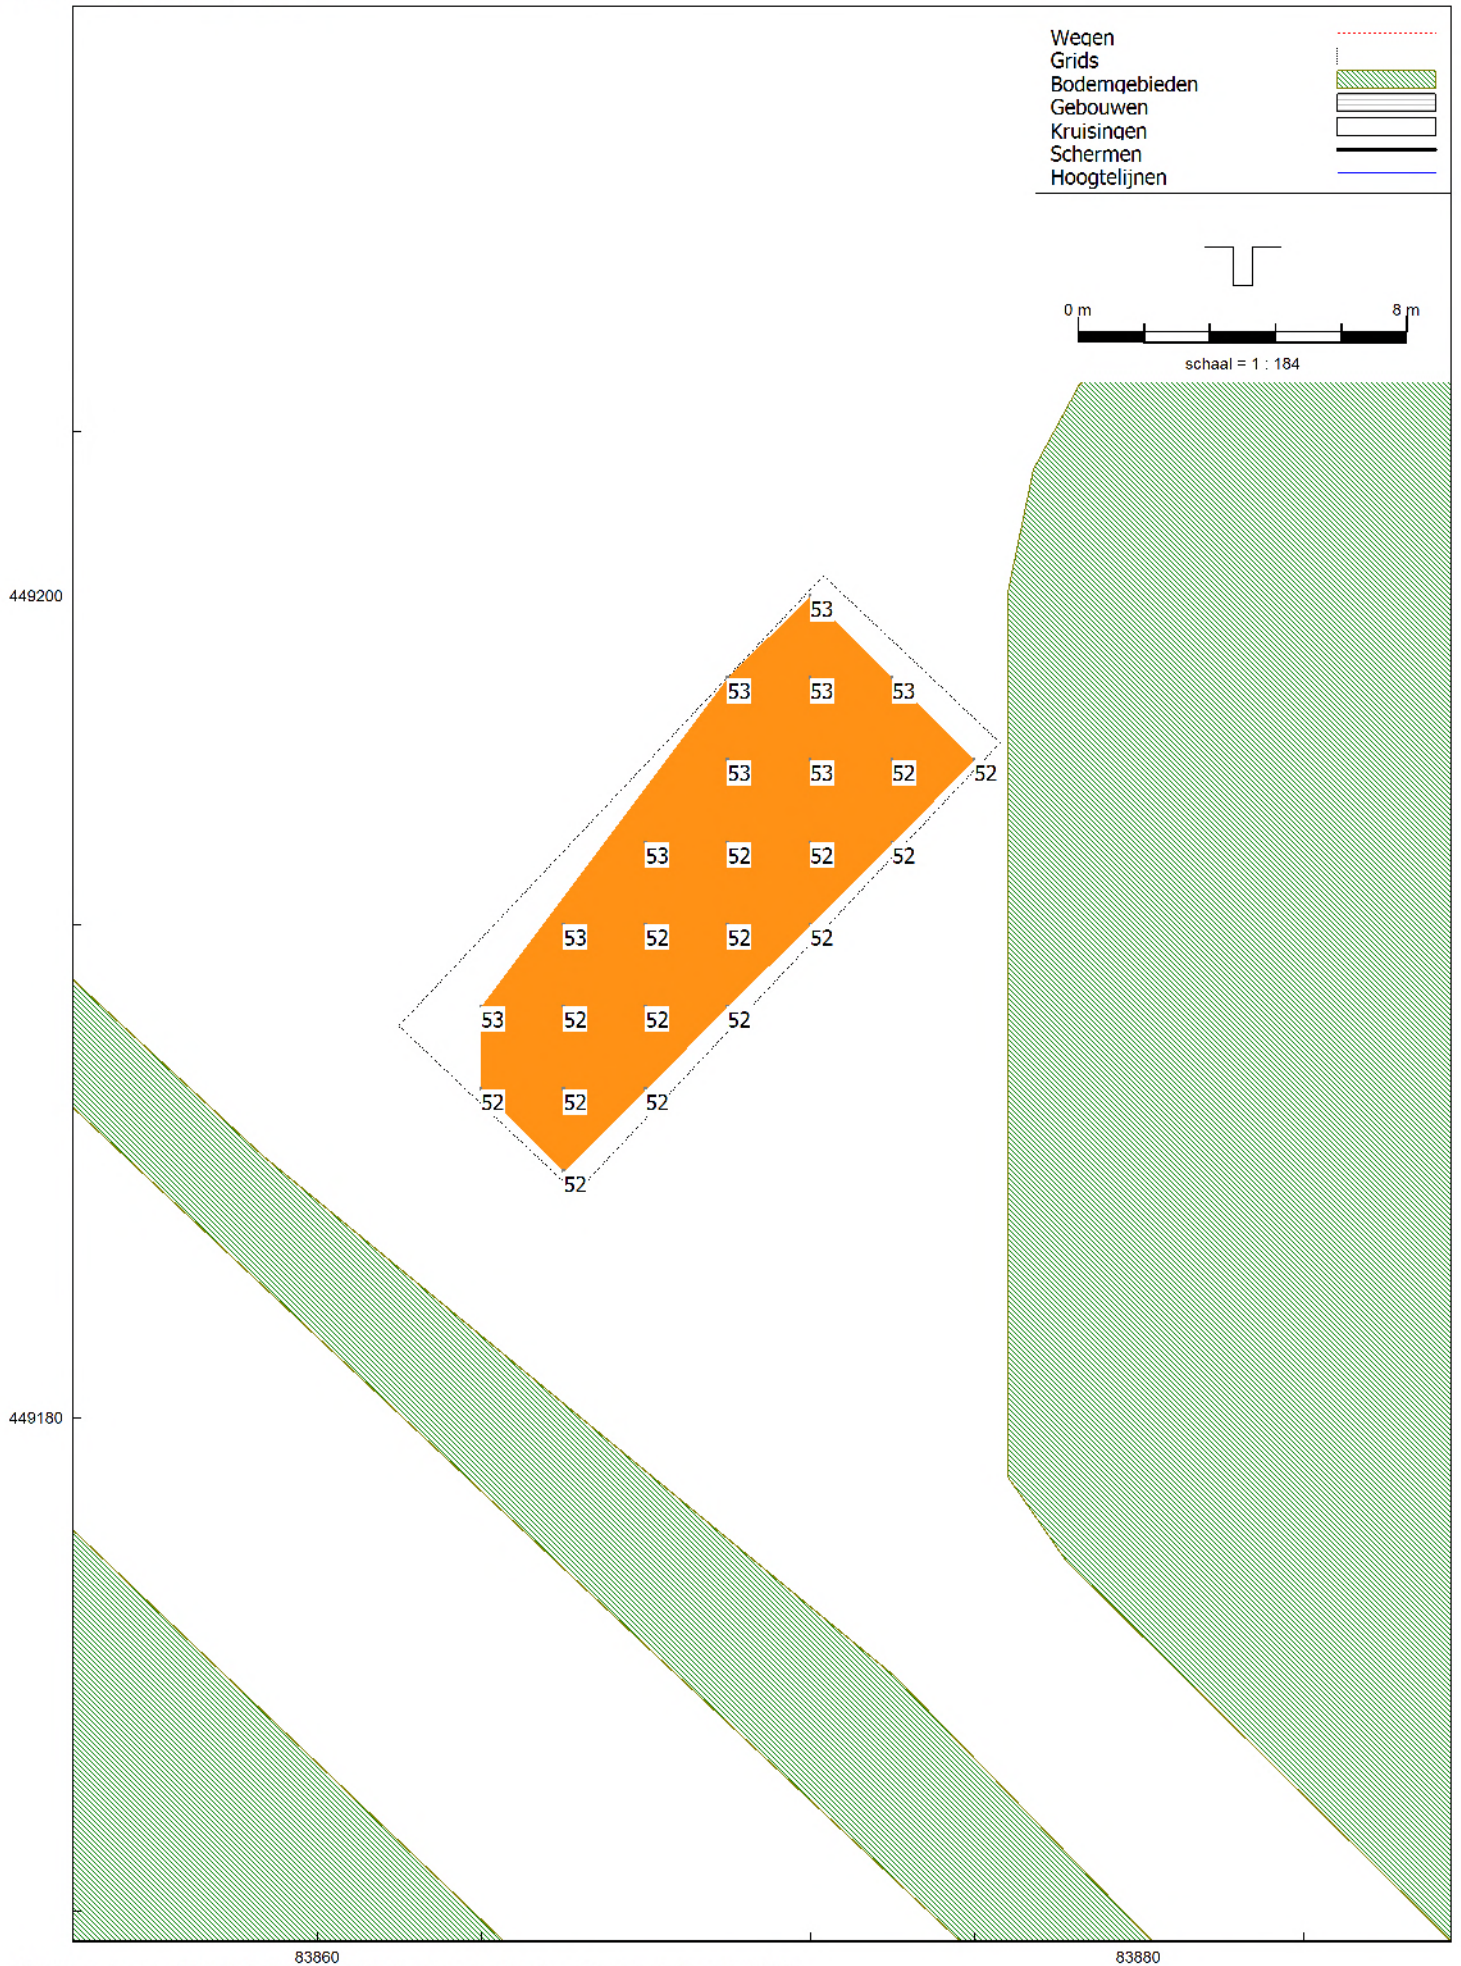 Wegen
Grids
Bodemgebieden
Gebouwen
Kruisingen
Schermen
Hoogtelijnen
0 m 8 m
schaal = 1 : 184
449200
53
53 53 53
53 53 52 52
53 52 52 52
53 52 52 52
53 52 52 52
52 52 52
52
449180
83860 83880